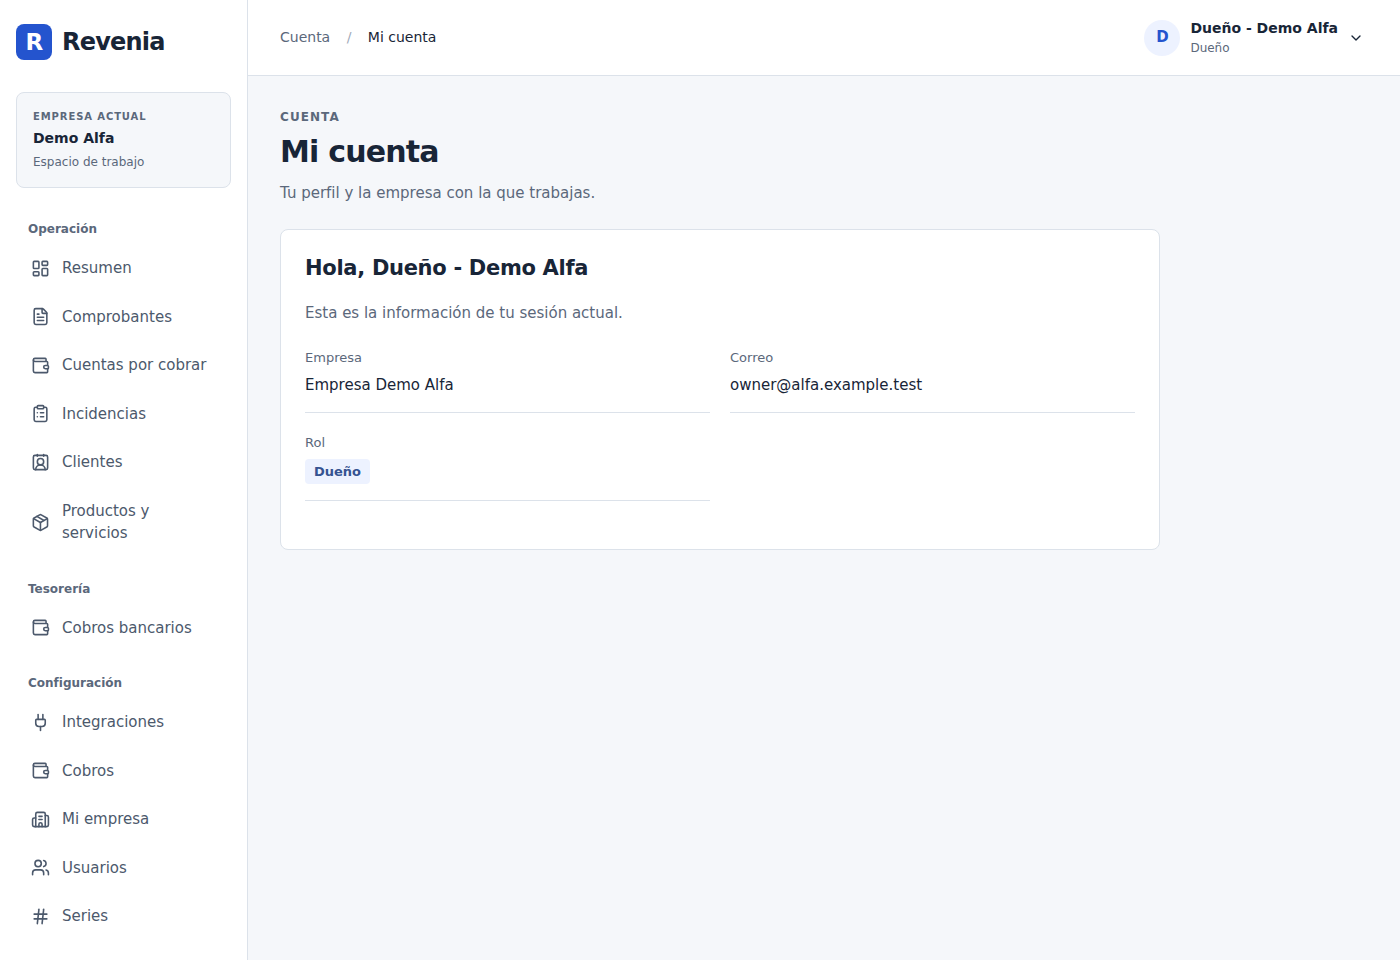 R Revenia
EMPRESA ACTUAL
Demo Alfa
Espacio de trabajo
Operación
Resumen
Comprobantes
Cuentas por cobrar
Incidencias
Clientes
Productos y
servicios
Tesorería
Cobros bancarios
Configuración
Integraciones
Cobros
Mi empresa
Usuarios
Series
Cuenta / Mi cuenta
D
Dueño - Demo Alfa
Dueño
CUENTA
Mi cuenta
Tu perfil y la empresa con la que trabajas.
Hola, Dueño - Demo Alfa
Esta es la información de tu sesión actual.
Empresa
Empresa Demo Alfa
Correo
owner@alfa.example.test
Rol
Dueño